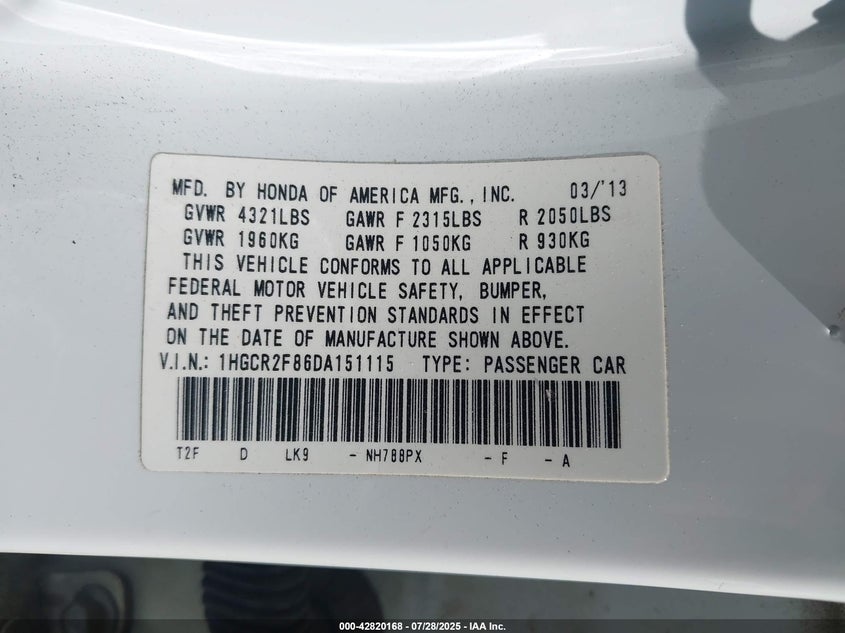 MFD. BY HONDA OF AMERICA MFG., INC. 03/'13
GVWR 4321LBS GAWR F 2315LBS R 2050LBS
GVWR 1960KG GAWR F 1050KG R 930KG
THIS VEHICLE CONFORMS TO ALL APPLICABLE
FEDERAL MOTOR VEHICLE SAFETY, BUMPER,
AND THEFT PREVENTION STANDARDS IN EFFECT
ON THE DATE OF MANUFACTURE SHOWN ABOVE.
V.I.N.: 1HGCR2F86DA151115 TYPE: PASSENGER CAR
T2F D LK9 - NH788PX - F - A
000-42820168 | 07/28/2025 - IAA Inc.